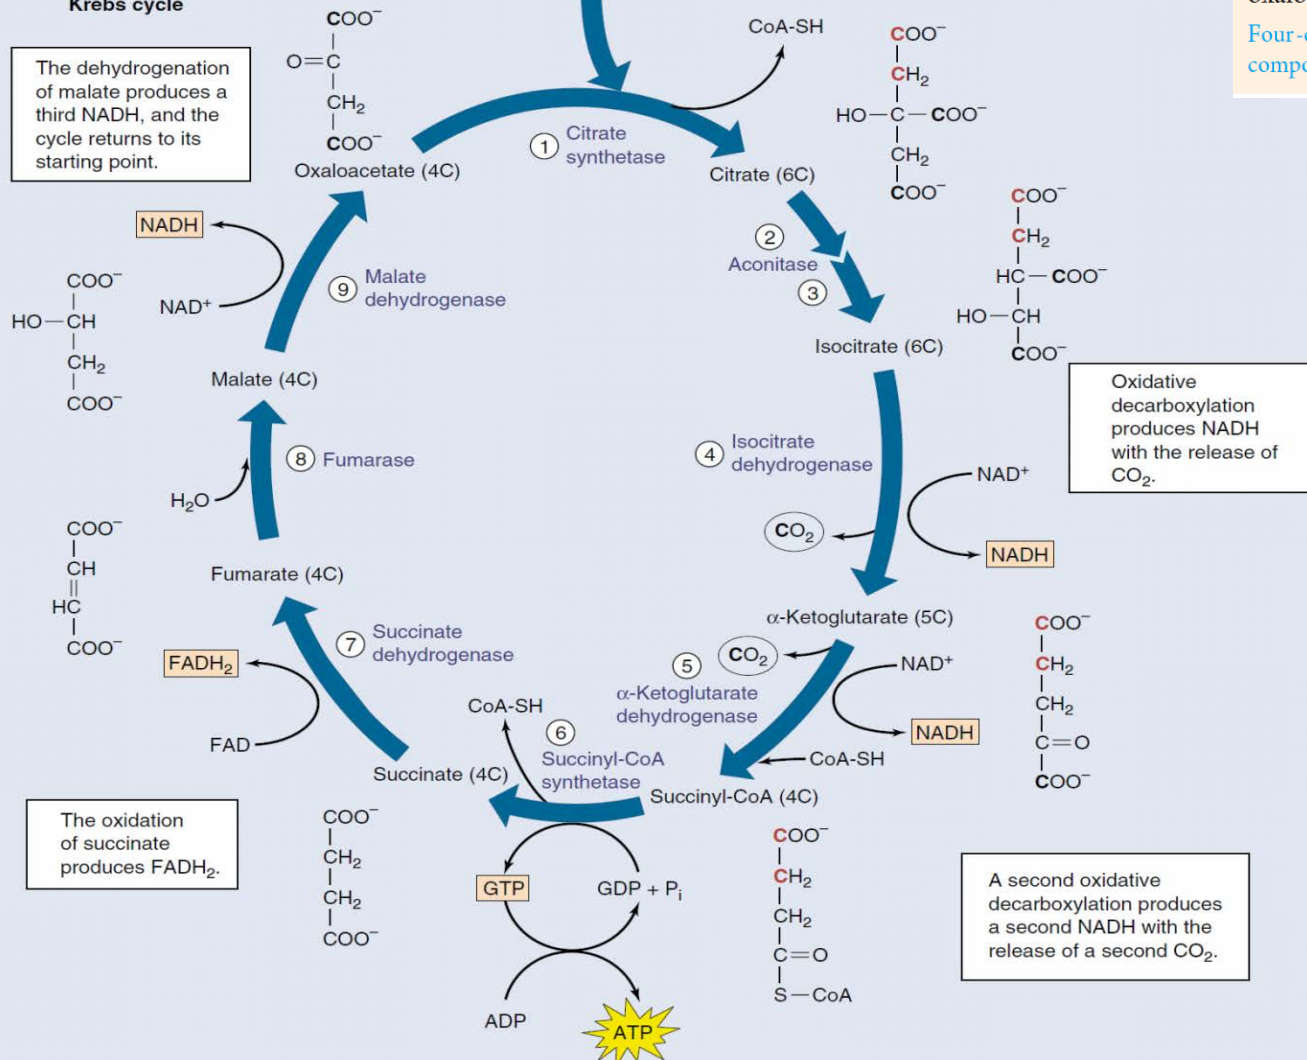 Krebs cycle
The dehydrogenation
of malate produces a
third NADH, and the
cycle returns to its
starting point.
COO⁻
O=C
CH₂
COO⁻
Oxaloacetate (4C)
CoA-SH
1
Citrate
synthetase
Citrate (6C)
COO⁻
CH₂
HO—C—COO⁻
CH₂
COO⁻
Four-
2
Aconitase
3
Isocitrate (6C)
COO⁻
CH₂
HC—COO⁻
HO—CH
COO⁻
Oxidative
decarboxylation
produces NADH
with the release of
CO₂.
4
Isocitrate
dehydrogenase
NAD⁺
CO₂
NADH
α-Ketoglutarate (5C)
COO⁻
CH₂
CH₂
C=O
COO⁻
5
α-Ketoglutarate
dehydrogenase
CO₂
NAD⁺
NADH
CoA-SH
Succinyl-CoA (4C)
COO⁻
CH₂
CH₂
C=O
S—CoA
A second oxidative
decarboxylation produces
a second NADH with the
release of a second CO₂.
6
Succinyl-CoA
synthetase
CoA-SH
GTP
GDP + Pᵢ
ADP
ATP
Succinate (4C)
COO⁻
CH₂
CH₂
COO⁻
The oxidation
of succinate
produces FADH₂.
7
Succinate
dehydrogenase
FADH₂
FAD
Fumarate (4C)
COO⁻
CH
HC
COO⁻
8
Fumarase
H₂O
Malate (4C)
COO⁻
HO—CH
CH₂
COO⁻
9
Malate
dehydrogenase
NADH
NAD⁺